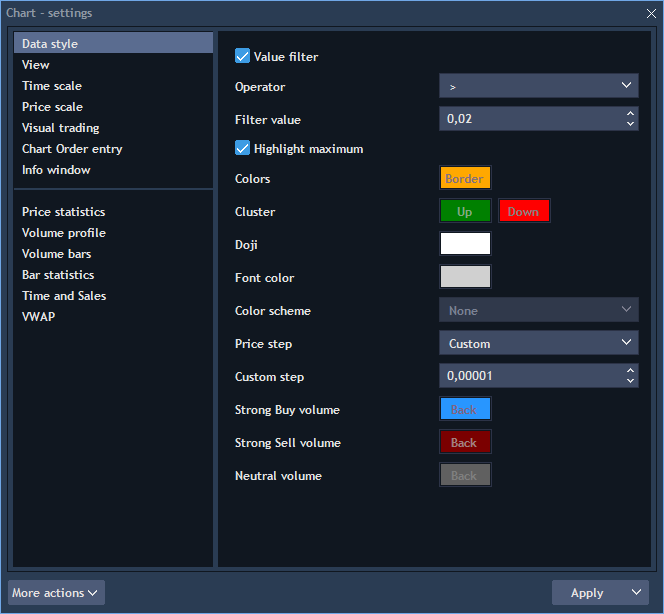 Chart - settings
Data style
View
Time scale
Price scale
Visual trading
Chart Order entry
Info window
Price statistics
Volume profile
Volume bars
Bar statistics
Time and Sales
VWAP
Value filter
Operator >
Filter value 0,02
Highlight maximum
Colors Border
Cluster Up Down
Doji
Font color
Color scheme None
Price step Custom
Custom step 0,00001
Strong Buy volume Back
Strong Sell volume Back
Neutral volume Back
More actions Apply